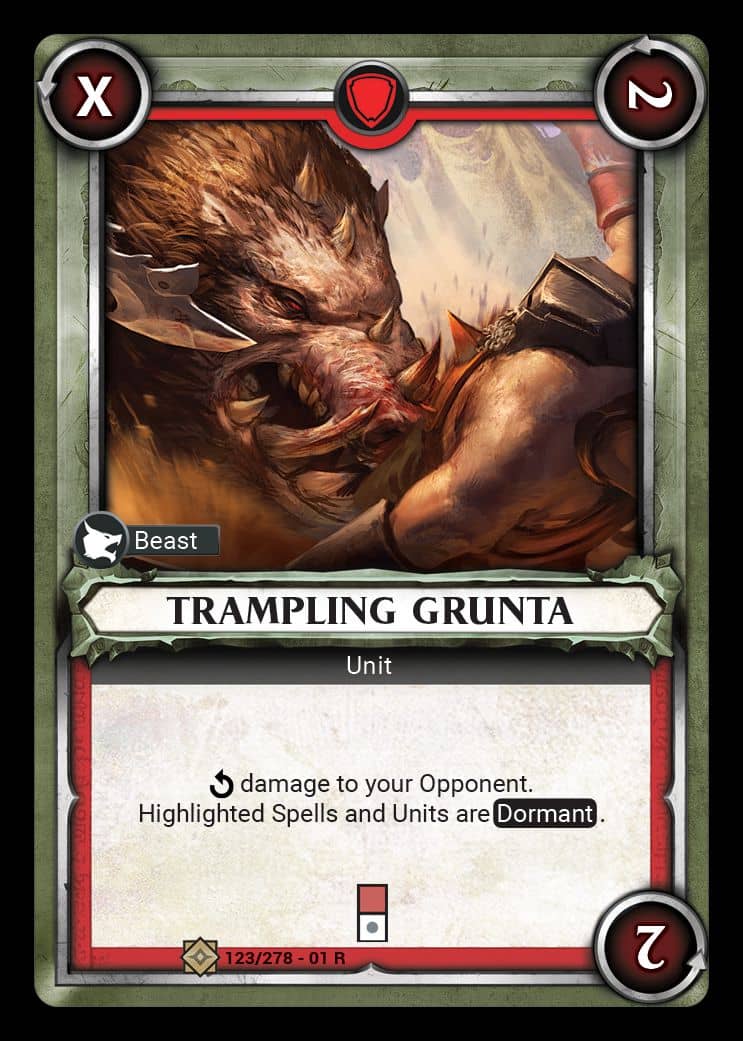 X
2
Beast
TRAMPLING GRUNTA
Unit
damage to your Opponent.
Highlighted Spells and Units are Dormant.
2
123/278 - 01 R